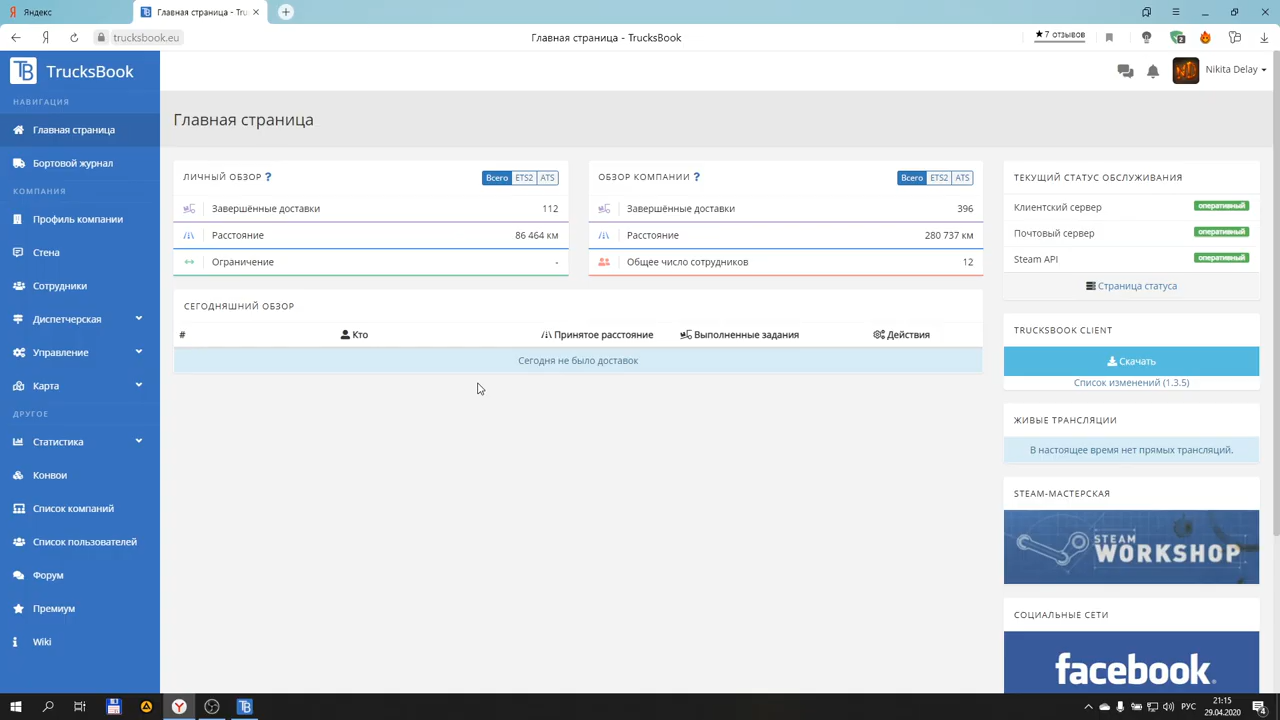 Яндекс
Главная страница - Tru
trucksbook.eu
Главная страница - TrucksBook
★7 отзывов
2
TB TrucksBook
Nikita Delay
НАВИГАЦИЯ
Главная страница
Бортовой журнал
КОМПАНИЯ
Профиль компании
Стена
Сотрудники
Диспетчерская
Управление
Карта
ДРУГОЕ
Статистика
Конвои
Список компаний
Список пользователей
Форум
Премиум
Wiki
Главная страница
ЛИЧНЫЙ ОБЗОР ?
Всего ETS2 ATS
Завершённые доставки 112
Расстояние 86 464 км
Ограничение -
ОБЗОР КОМПАНИИ ?
Всего ETS2 ATS
Завершённые доставки 396
Расстояние 280 737 км
Общее число сотрудников 12
СЕГОДНЯШНИЙ ОБЗОР
# Кто Принятое расстояние Выполненные задания Действия
Сегодня не было доставок
ТЕКУЩИЙ СТАТУС ОБСЛУЖИВАНИЯ
Клиентский сервер оперативный
Почтовый сервер оперативный
Steam API оперативный
Страница статуса
TRUCKSBOOK CLIENT
Скачать
Список изменений (1.3.5)
ЖИВЫЕ ТРАНСЛЯЦИИ
В настоящее время нет прямых трансляций.
STEAM-МАСТЕРСКАЯ
STEAM
WORKSHOP
СОЦИАЛЬНЫЕ СЕТИ
facebook.
TB
РУС
21:15
29.04.2020
4